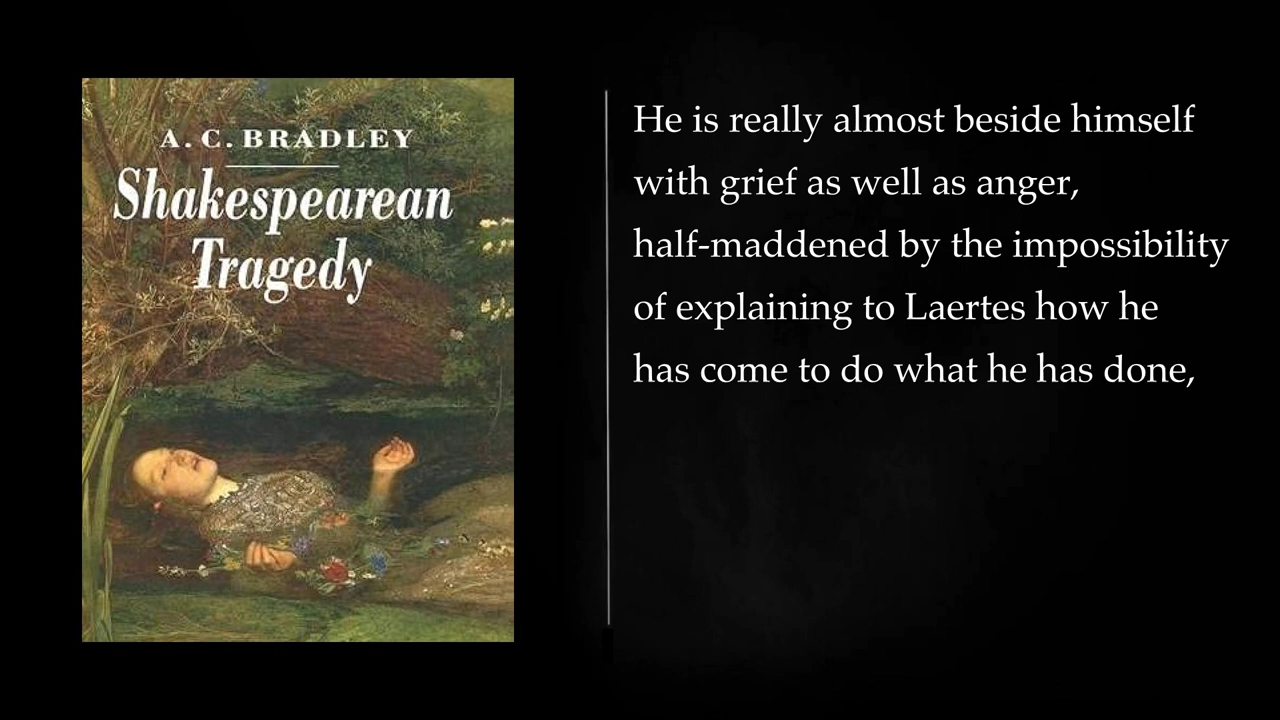 A. C. BRADLEY
Shakespearean
Tragedy
He is really almost beside himself
with grief as well as anger,
half-maddened by the impossibility
of explaining to Laertes how he
has come to do what he has done,